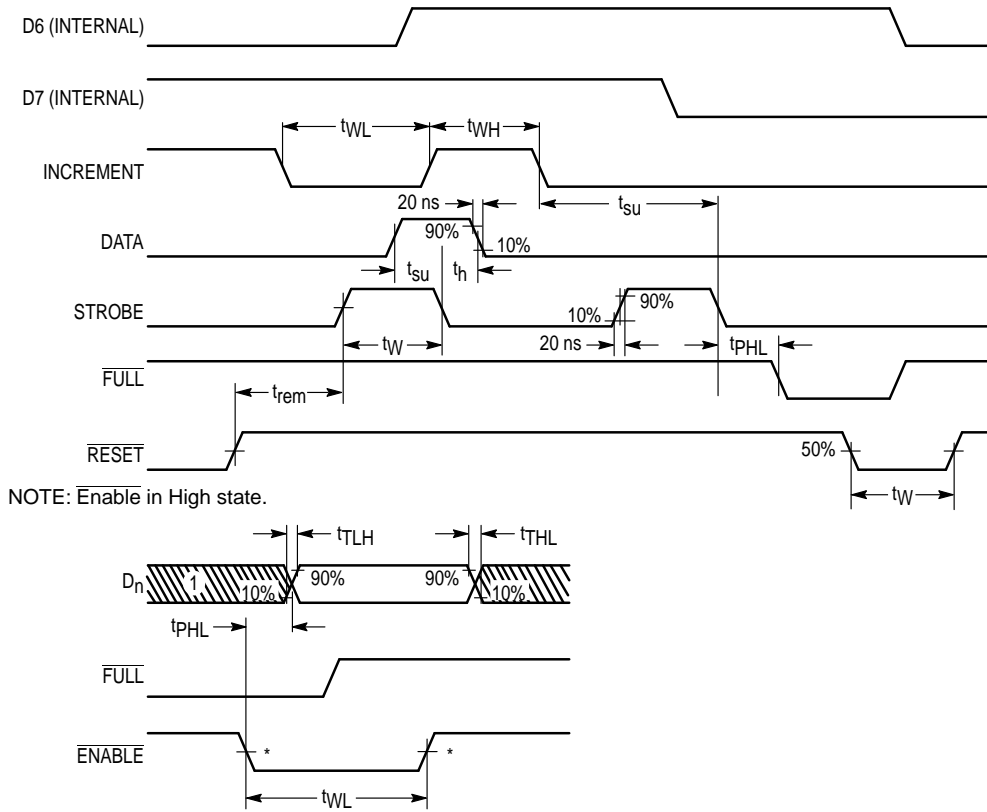 D6 (INTERNAL)
D7 (INTERNAL)
tWL
tWH
INCREMENT
20 ns
tsu
DATA
90%
10%
tsu
th
STROBE
10%
90%
tW
20 ns
tPHL
FULL
trem
RESET
50%
tW
NOTE: Enable in High state.
tTLH
tTHL
Dn
1
10%
90%
90%
10%
tPHL
FULL
ENABLE
*
*
tWL